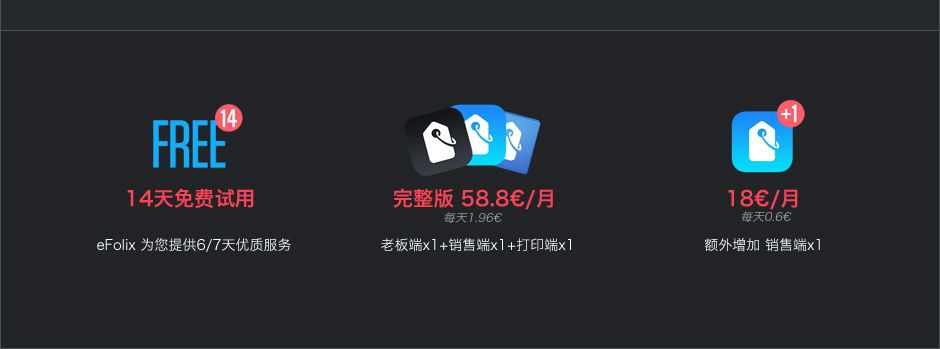 FREE 14
14天免费试用
eFolix 为您提供6/7天优质服务
完整版 58.8€/月
每天1.96€
老板端x1+销售端x1+打印端x1
+1
18€/月
每天0.6€
额外增加 销售端x1